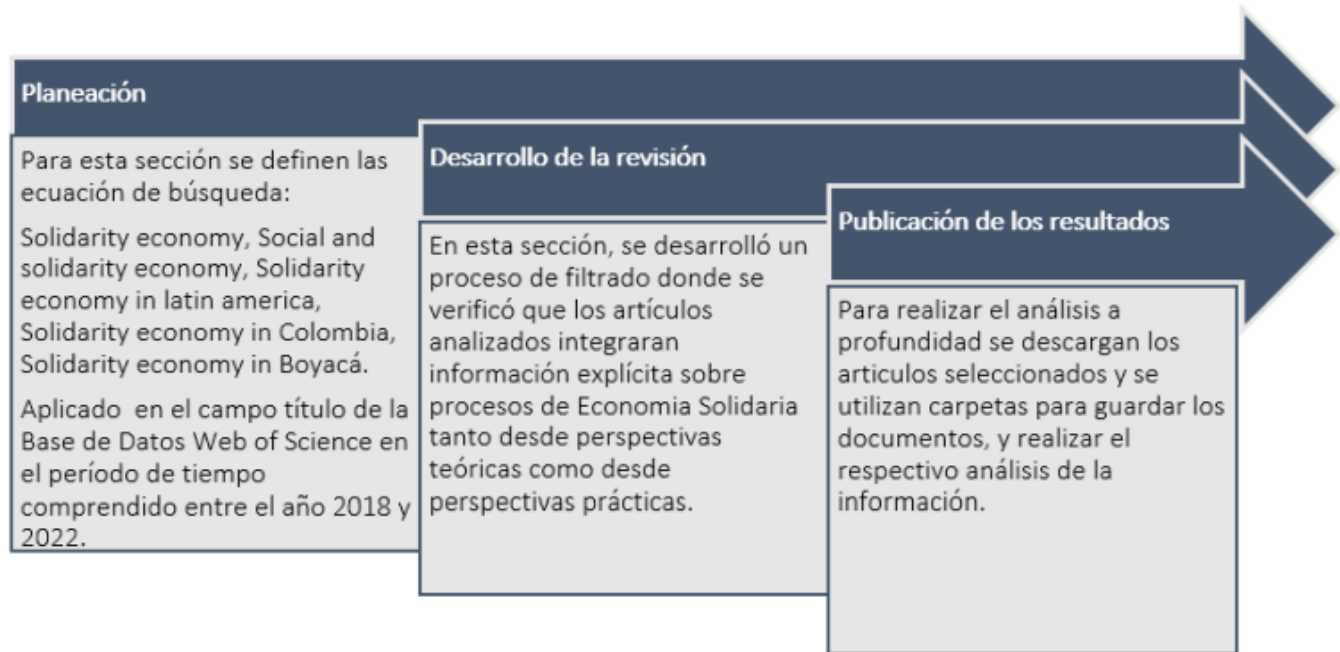 Planeación
Para esta sección se definen las
ecuación de búsqueda:
Solidarity economy, Social and
solidarity economy, Solidarity
economy in latin america,
Solidarity economy in Colombia,
Solidarity economy in Boyacá.
Aplicado en el campo título de la
Base de Datos Web of Science en
el período de tiempo
comprendido entre el año 2018 y
2022.
Desarrollo de la revisión
En esta sección, se desarrolló un
proceso de filtrado donde se
verificó que los artículos
analizados integraran
información explícita sobre
procesos de Economia Solidaria
tanto desde perspectivas
teóricas como desde
perspectivas prácticas.
Publicación de los resultados
Para realizar el análisis a
profundidad se descargan los
articulos seleccionados y se
utilizan carpetas para guardar los
documentos, y realizar el
respectivo análisis de la
información.